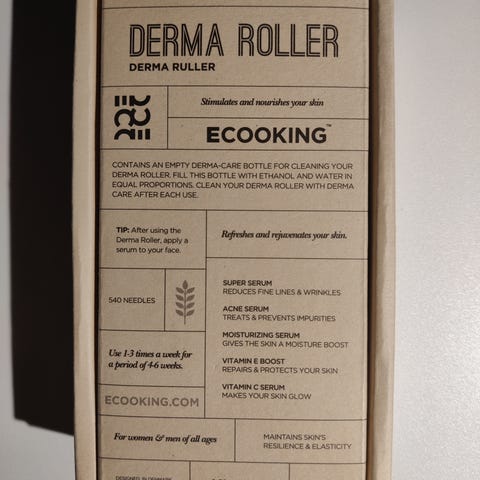 DERMA ROLLER
DERMA RULLER
Stimulates and nourishes your skin
ECOOKING™
CONTAINS AN EMPTY DERMA-CARE BOTTLE FOR CLEANING YOUR
DERMA ROLLER. FILL THIS BOTTLE WITH ETHANOL AND WATER IN
EQUAL PROPORTIONS. CLEAN YOUR DERMA ROLLER WITH DERMA
CARE AFTER EACH USE.
TIP: After using the
Derma Roller, apply a
serum to your face.
Refreshes and rejuvenates your skin.
540 NEEDLES
SUPER SERUM
REDUCES FINE LINES & WRINKLES
ACNE SERUM
TREATS & PREVENTS IMPURITIES
MOISTURIZING SERUM
GIVES THE SKIN A MOISTURE BOOST
VITAMIN E BOOST
REPAIRS & PROTECTS YOUR SKIN
VITAMIN C SERUM
MAKES YOUR SKIN GLOW
Use 1-3 times a week for
a period of 4-6 weeks.
ECOOKING.COM
For women & men of all ages
MAINTAINS SKIN'S
RESILIENCE & ELASTICITY
DESIGNED IN DENMARK